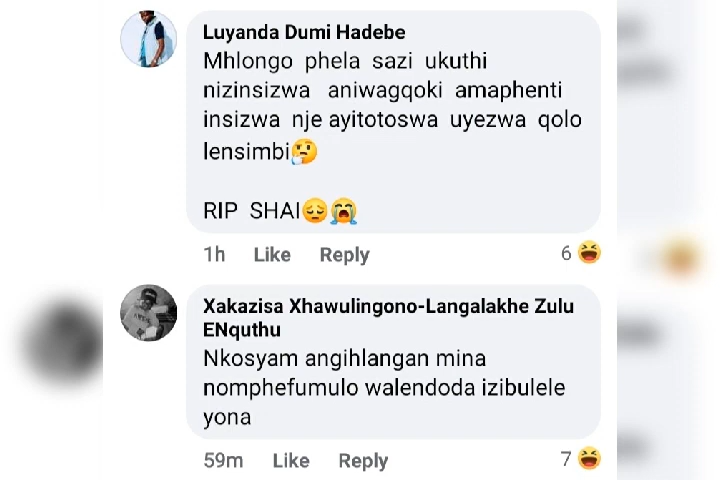 Luyanda Dumi Hadebe
Mhlongo phela sazi ukuthi
nizinsizwa aniwagqoki amaphenti
insizwa nje ayitotoswa uyezwa qolo
lensimbi🤔
RIP SHAI😔😭
1h Like Reply 6 😆
Xakazisa Xhawulingono-Langalakhe Zulu
ENquthu
Nkosyam angihlangan mina
nomphefumulo walendoda izibulele
yona
59m Like Reply 7 😆